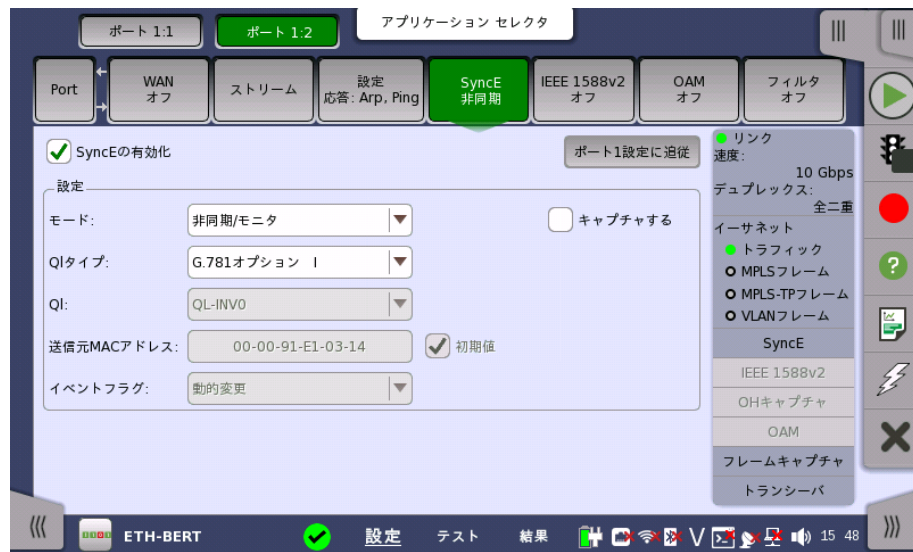 アプリケーション セレクタ
ポート 1:1
ポート 1:2
Port
WAN
オフ
ストリーム
設定
応答: Arp, Ping
SyncE
非同期
IEEE 1588v2
オフ
OAM
オフ
フィルタ
オフ
SyncEの有効化
ポート1設定に追従
設定
モード:
非同期/モニタ
キャプチャする
Qlタイプ:
G.781オプション I
Ql:
QL-INV0
送信元MACアドレス:
00-00-91-E1-03-14
初期値
イベントフラグ:
動的変更
リンク
速度:
10 Gbps
デュプレックス:
全二重
イーサネット
トラフィック
MPLSフレーム
MPLS-TPフレーム
VLANフレーム
SyncE
IEEE 1588v2
OHキャプチャ
OAM
フレームキャプチャ
トランシーバ
ETH-BERT
設定
テスト
結果
15 48